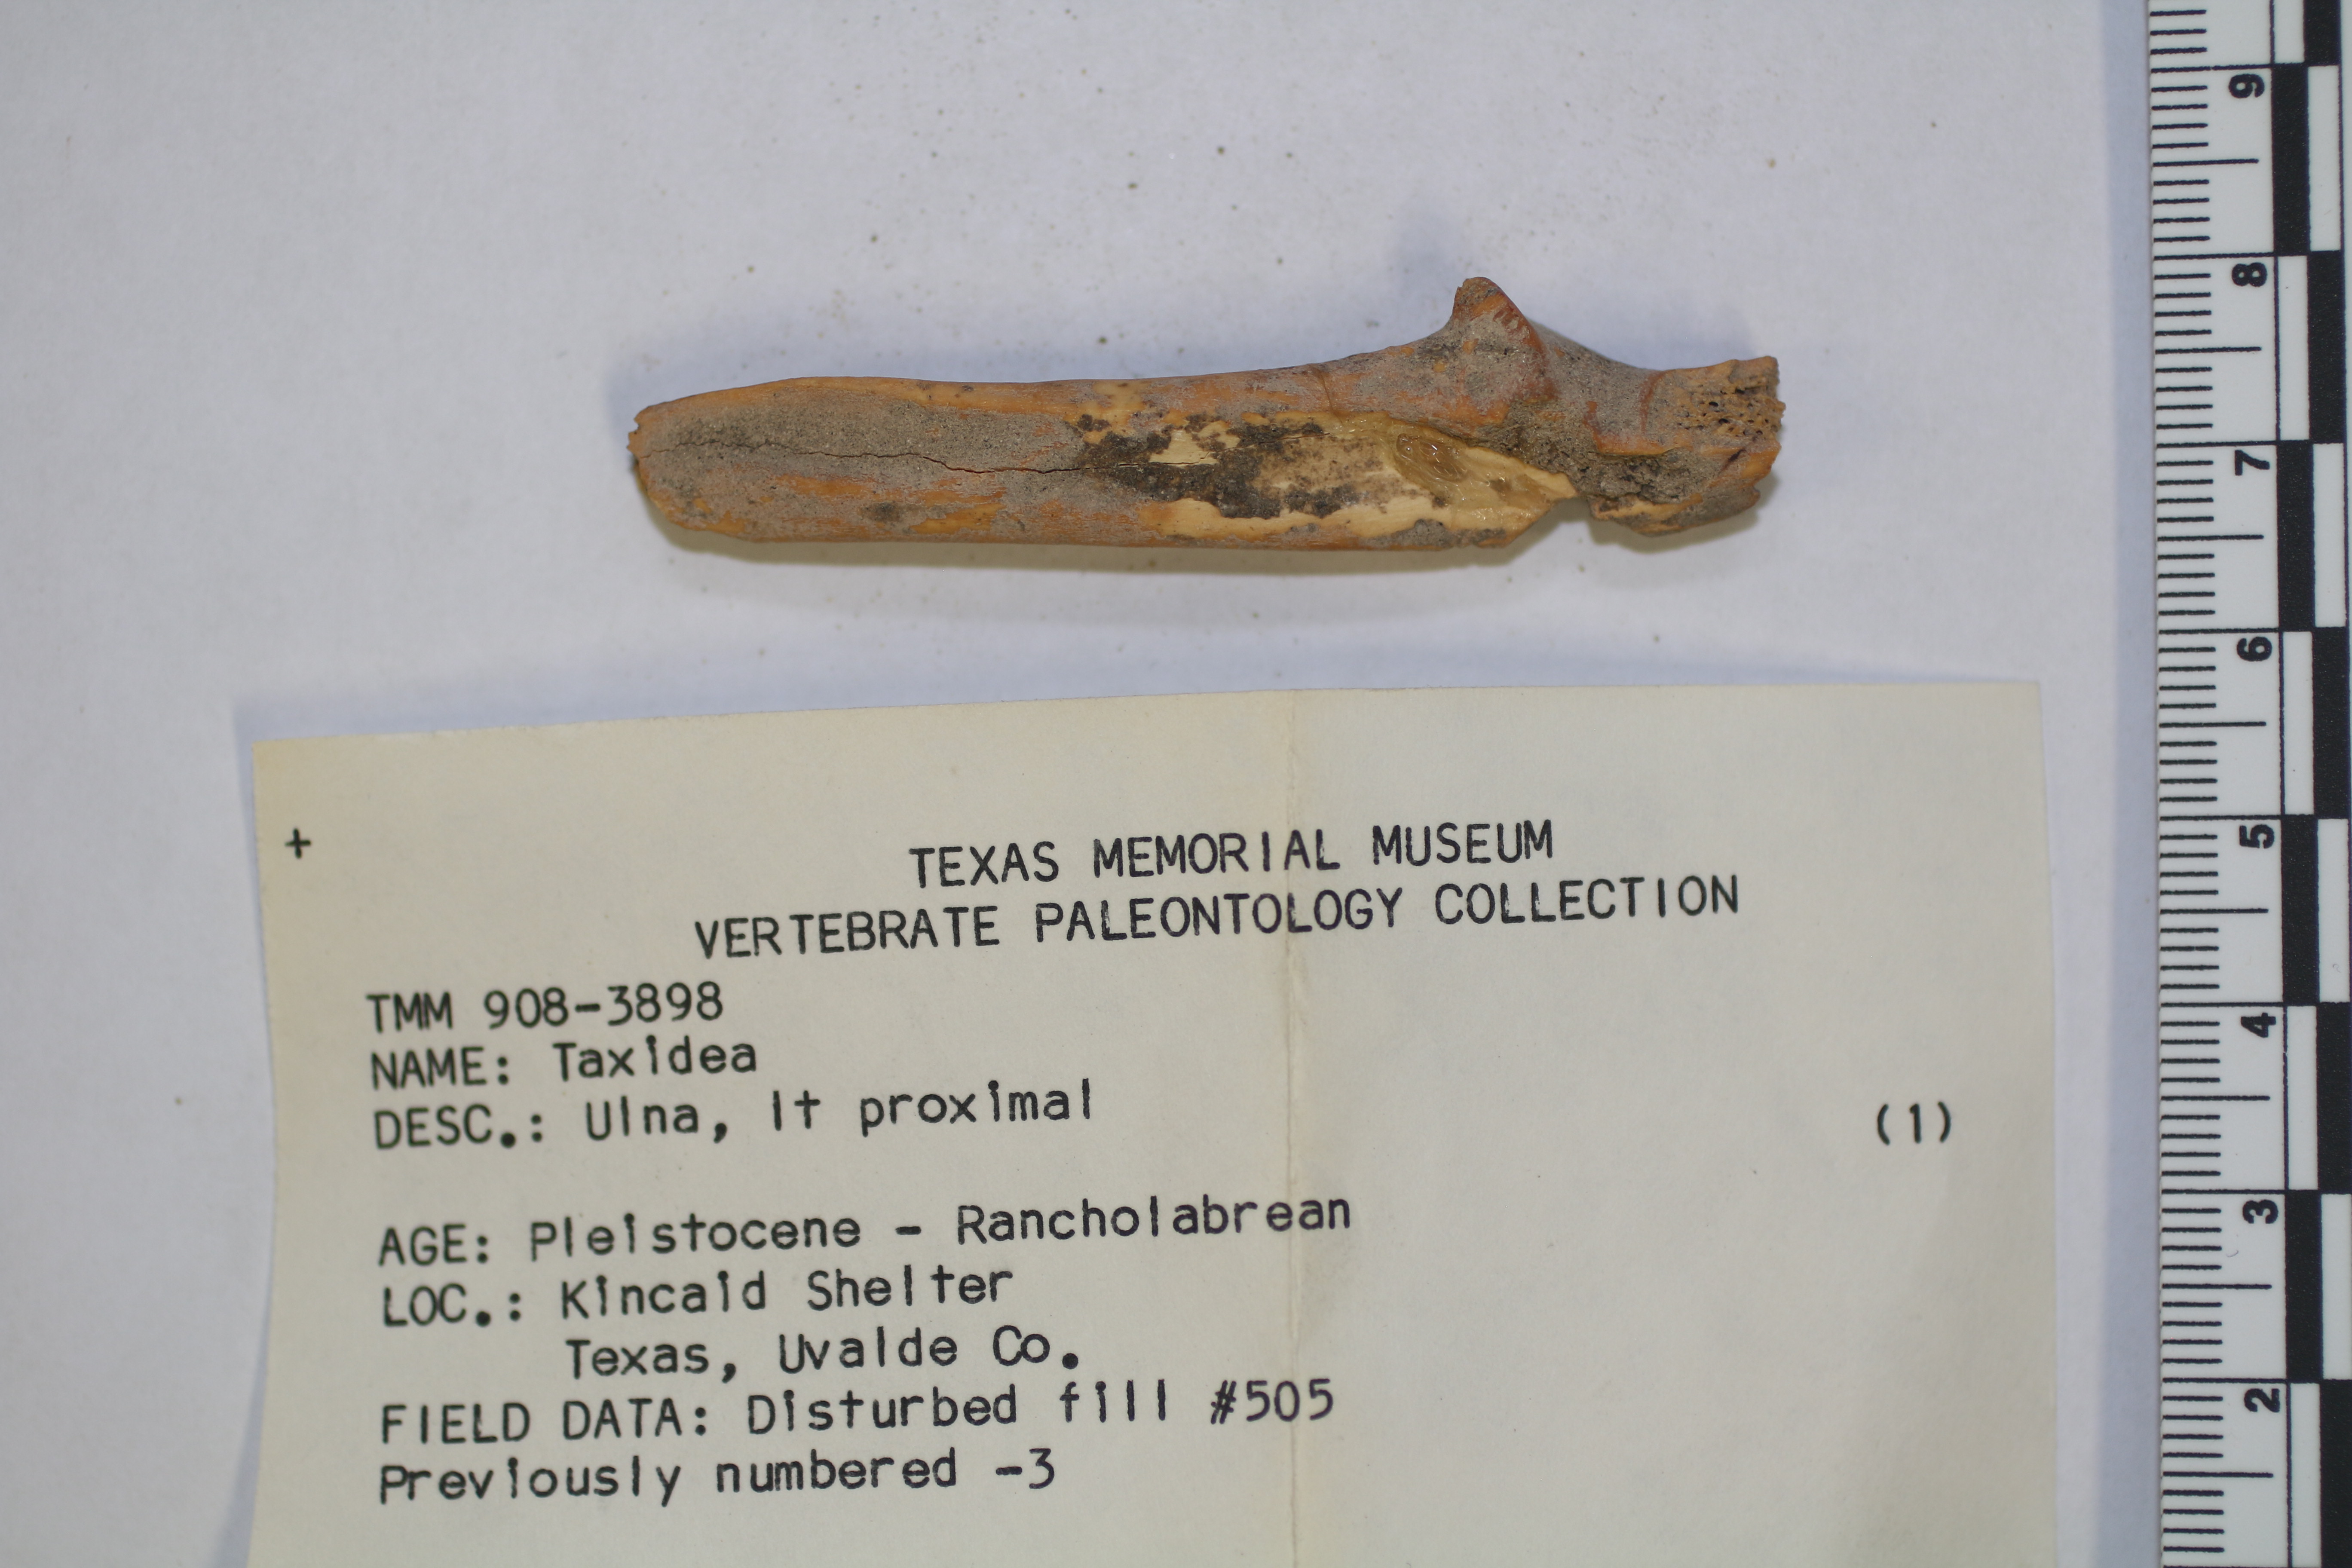 +
TEXAS MEMORIAL MUSEUM
VERTEBRATE PALEONTOLOGY COLLECTION
TMM 908-3898
NAME: Taxidea
DESC.: Ulna, lt proximal (1)
AGE: Pleistocene - Rancholabrean
LOC.: Kincaid Shelter
Texas, Uvalde Co.
FIELD DATA: Disturbed fill #505
Previously numbered -3
9
8
7
6
5
4
3
2